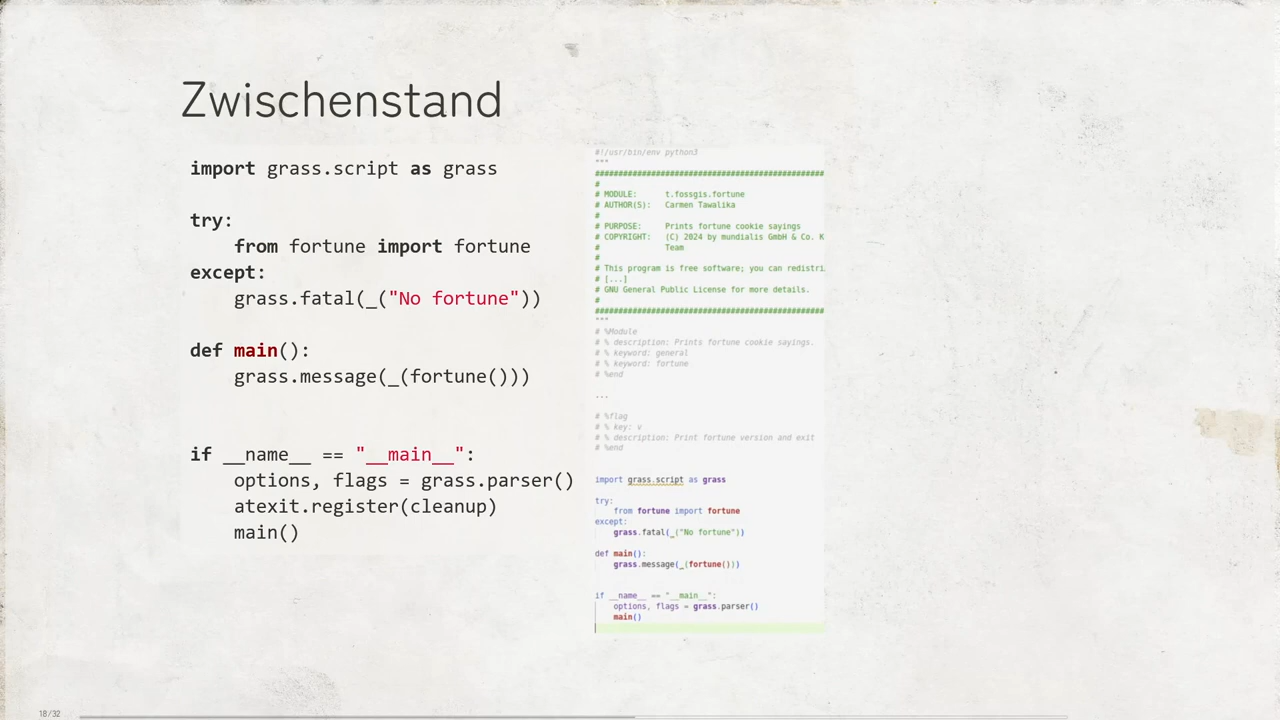 Zwischenstand
import grass.script as grass
try:
    from fortune import fortune
except:
    grass.fatal(_("No fortune"))
def main():
    grass.message(_(fortune()))
if __name__ == "__main__":
    options, flags = grass.parser()
    atexit.register(cleanup)
    main()
#!/usr/bin/env python3
"""
##################################################
#
# MODULE:      t.fossgis.fortune
# AUTHOR(S):   Carmen Tawalika
#
# PURPOSE:     Prints fortune cookie sayings
# COPYRIGHT:   (C) 2024 by mundialis GmbH & Co. K
#              Team
#
# This program is free software; you can redistri
# [...]
# GNU General Public License for more details.
#
##################################################
"""
# %Module
# % description: Prints fortune cookie sayings.
# % keyword: general
# % keyword: fortune
# %end
...
# %flag
# % key: v
# % description: Print fortune version and exit
# %end
import grass.script as grass
try:
    from fortune import fortune
except:
    grass.fatal(_("No fortune"))
def main():
    grass.message(_(fortune()))
if __name__ == "__main__":
    options, flags = grass.parser()
    main()
18/32